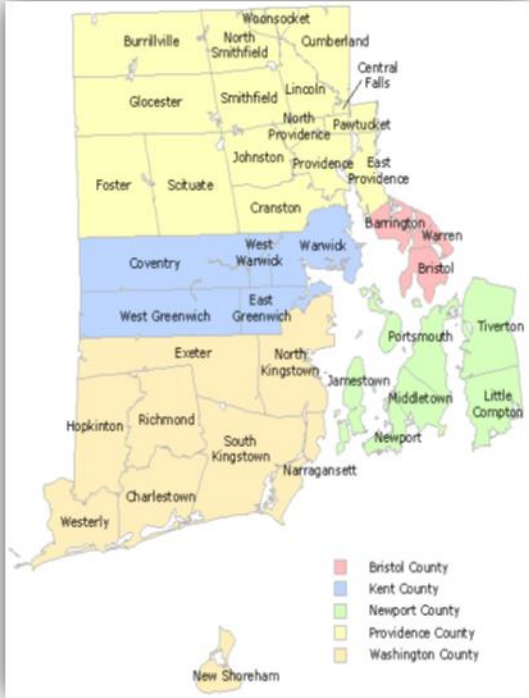 Woonsocket
Burrillville
North
Smithfield
Cumberland
Central
Falls
Glocester
Smithfield
Lincoln
North
Providence
Pawtucket
Johnston
Providence
East
Providence
Foster
Scituate
Cranston
Barrington
Warren
Bristol
Coventry
West
Warwick
Warwick
West Greenwich
East
Greenwich
Exeter
North
Kingstown
Portsmouth
Tiverton
Jamestown
Middletown
Little
Compton
Newport
Hopkinton
Richmond
South
Kingstown
Narragansett
Charlestown
Westerly
New Shoreham
Bristol County
Kent County
Newport County
Providence County
Washington County